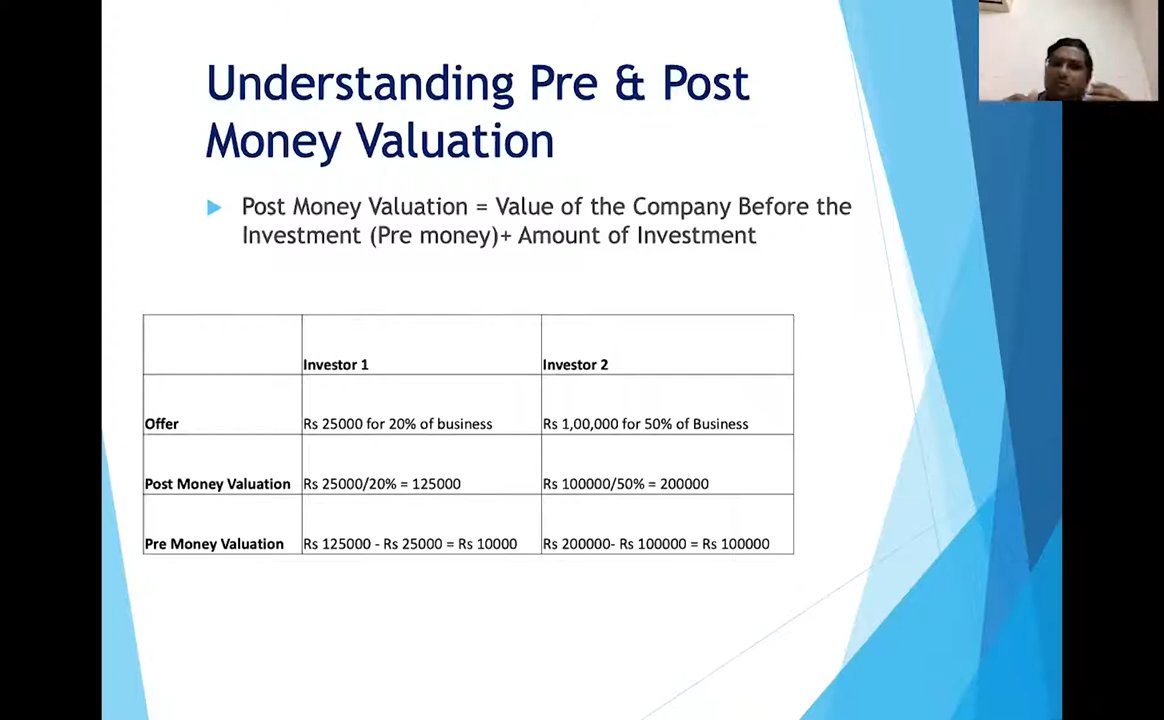 Understanding Pre & Post
Money Valuation
Post Money Valuation = Value of the Company Before the
Investment (Pre money)+ Amount of Investment
Investor 1 Investor 2
Offer Rs 25000 for 20% of business Rs 1,00,000 for 50% of Business
Post Money Valuation Rs 25000/20% = 125000 Rs 100000/50% = 200000
Pre Money Valuation Rs 125000 - Rs 25000 = Rs 10000 Rs 200000- Rs 100000 = Rs 100000